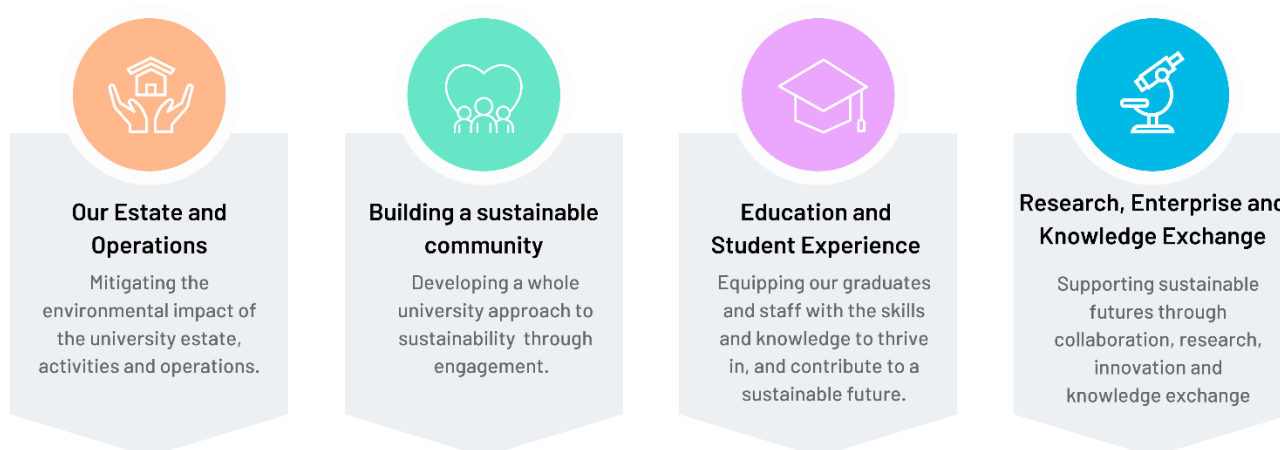 Our Estate and
Operations
Mitigating the
environmental impact of
the university estate,
activities and operations.
Building a sustainable
community
Developing a whole
university approach to
sustainability through
engagement.
Education and
Student Experience
Equipping our graduates
and staff with the skills
and knowledge to thrive
in, and contribute to a
sustainable future.
Research, Enterprise and
Knowledge Exchange
Supporting sustainable
futures through
collaboration, research,
innovation and
knowledge exchange